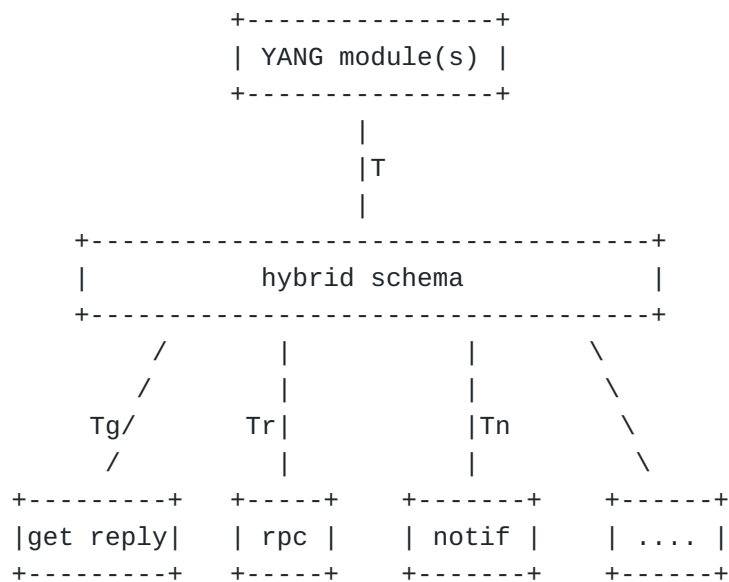 YANG module(s)
T
hybrid schema
Tg Tr Tn
get reply rpc notif ....